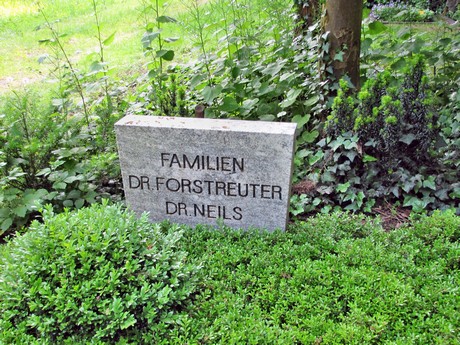 FAMILIEN
DR. FORSTREUTER
DR. NEILS